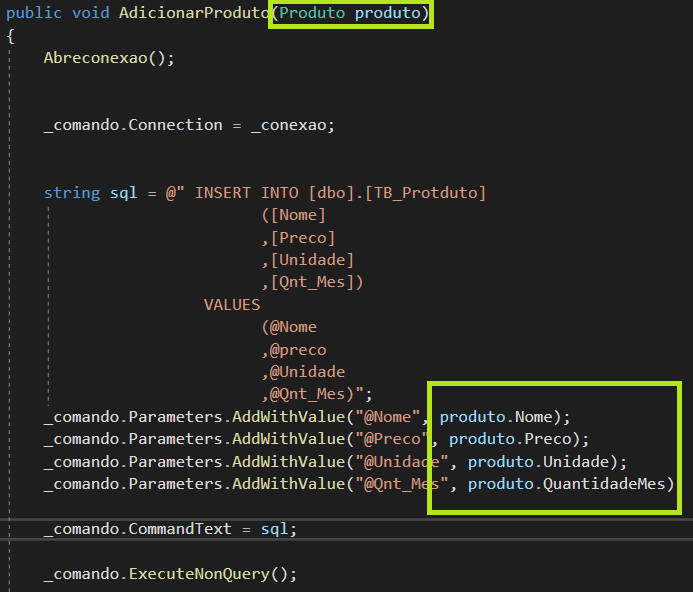 public void AdicionarProduto(Produto produto)
{
Abreconexao();
_comando.Connection = _conexao;
string sql = @" INSERT INTO [dbo].[TB_Protduto]
([Nome]
,[Preco]
,[Unidade]
,[Qnt_Mes])
VALUES
(@Nome
,@preco
,@Unidade
,@Qnt_Mes)";
_comando.Parameters.AddWithValue("@Nome", produto.Nome);
_comando.Parameters.AddWithValue("@Preco", produto.Preco);
_comando.Parameters.AddWithValue("@Unidade", produto.Unidade);
_comando.Parameters.AddWithValue("@Qnt_Mes", produto.QuantidadeMes)
_comando.CommandText = sql;
_comando.ExecuteNonQuery();